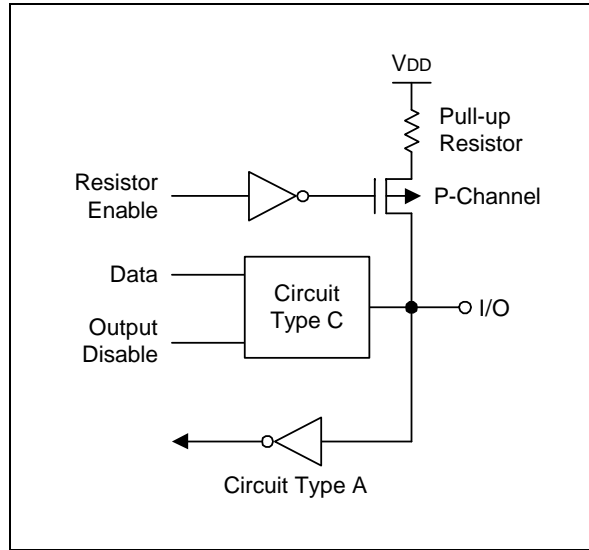 VDD
Pull-up
Resistor
Resistor
Enable
P-Channel
Data
Circuit
Type C
I/O
Output
Disable
Circuit Type A